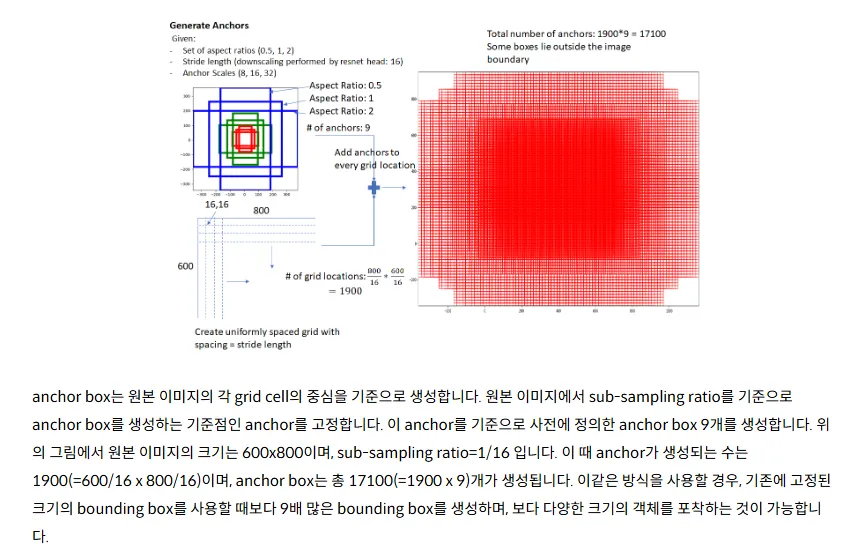 Generate Anchors
Given:
- Set of aspect ratios (0.5, 1, 2)
- Stride length (downscaling performed by resnet head: 16)
- Anchor Scales (8, 16, 32)
Total number of anchors: 1900*9 = 17100
Some boxes lie outside the image
boundary
Aspect Ratio: 0.5
Aspect Ratio: 1
Aspect Ratio: 2
# of anchors: 9
Add anchors to
every grid location
16,16
800
600
# of grid locations: 800/16 * 600/16
= 1900
Create uniformly spaced grid with
spacing = stride length
anchor box는 원본 이미지의 각 grid cell의 중심을 기준으로 생성합니다. 원본 이미지에서 sub-sampling ratio를 기준으로
anchor box를 생성하는 기준점인 anchor를 고정합니다. 이 anchor를 기준으로 사전에 정의한 anchor box 9개를 생성합니다. 위
의 그림에서 원본 이미지의 크기는 600x800이며, sub-sampling ratio=1/16 입니다. 이 때 anchor가 생성되는 수는
1900(=600/16 x 800/16)이며, anchor box는 총 17100(=1900 x 9)개가 생성됩니다. 이같은 방식을 사용할 경우, 기존에 고정된
크기의 bounding box를 사용할 때보다 9배 많은 bounding box를 생성하며, 보다 다양한 크기의 객체를 포착하는 것이 가능합니
다.